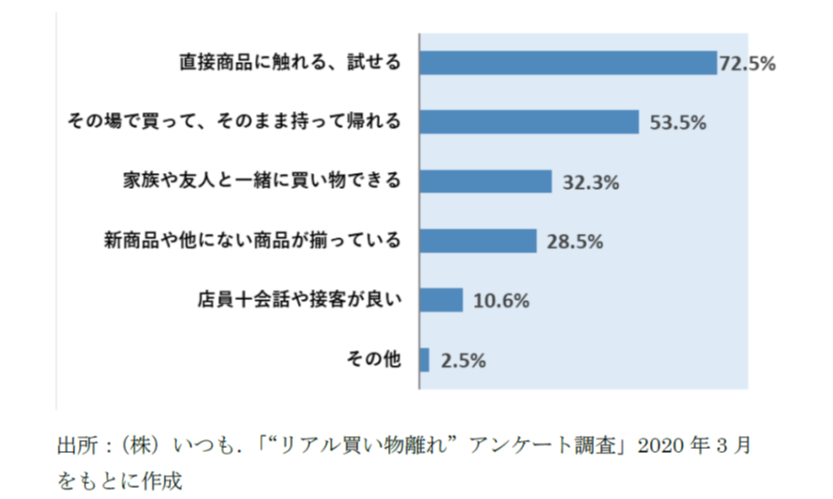 直接商品に触れる、試せる 72.5%
その場で買って、そのまま持って帰れる 53.5%
家族や友人と一緒に買い物できる 32.3%
新商品や他にない商品が揃っている 28.5%
店員十会話や接客が良い 10.6%
その他 2.5%
出所:(株)いつも.「“リアル買い物離れ” アンケート調査」2020 年 3 月
をもとに作成